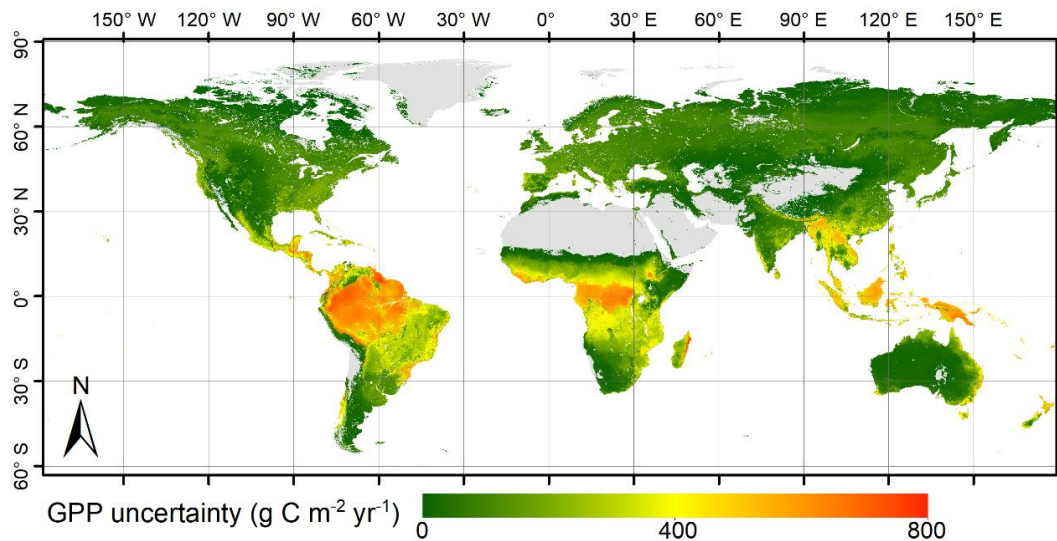 150° W 120° W 90° W 60° W 30° W 0° 30° E 60° E 90° E 120° E 150° E
90°
60° N
30° N
0°
30° S
60° S
N
GPP uncertainty (g C m⁻² yr⁻¹)
0 400 800